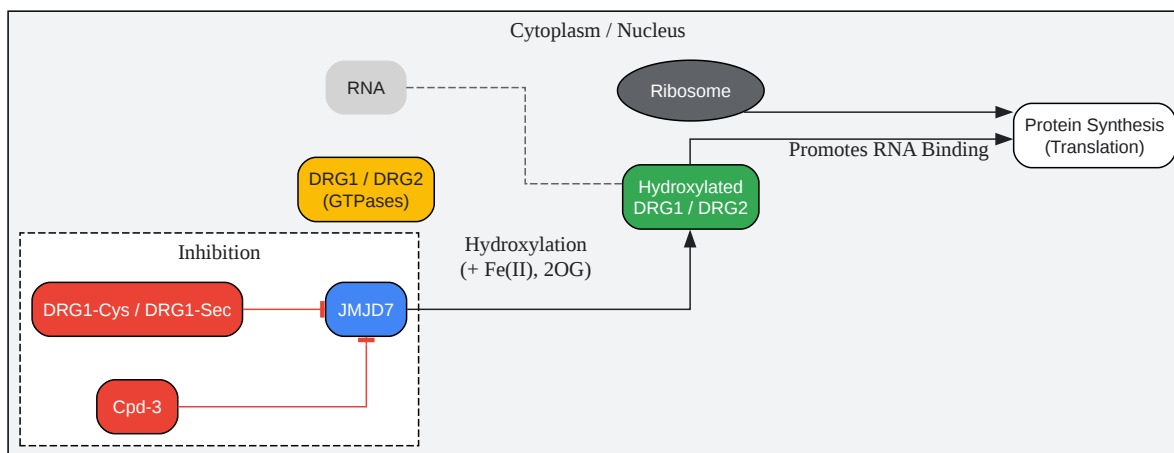 Cytoplasm / Nucleus
RNA
Ribosome
Protein Synthesis
(Translation)
Promotes RNA Binding
DRG1 / DRG2
(GTPases)
Hydroxylated
DRG1 / DRG2
Inhibition
Hydroxylation
(+ Fe(II), 2OG)
DRG1-Cys / DRG1-Sec
JMJD7
Cpd-3